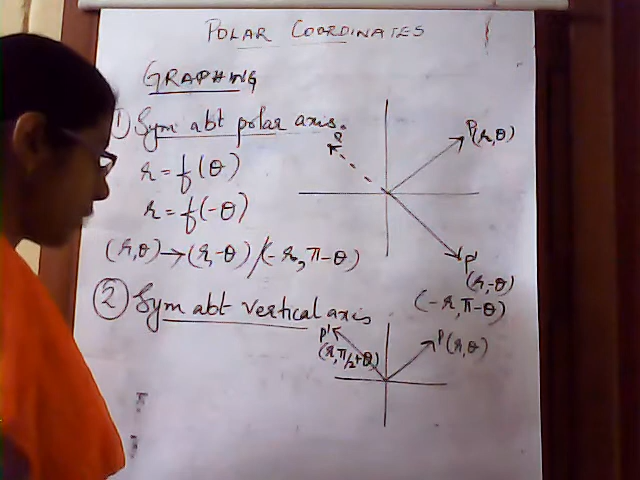 POLAR COORDINATES
GRAPHING
① Sym abt polar axis.
r = f(θ)
r = f(-θ)
(r,θ) → (r,-θ)/(-r, π-θ)
P(r,θ)
P'
(r,-θ)
(-r, π-θ)
② Sym abt vertical axis
P'
(r, π/2+θ)
P(r,θ)